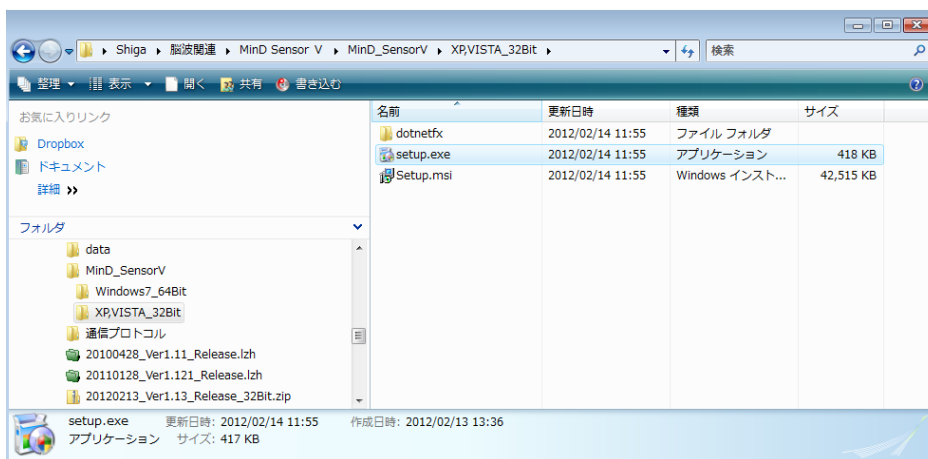 Shiga 脳波関連 MinD Sensor V MinD_SensorV XP,VISTA_32Bit 検索
整理 表示 開く 共有 書き込む
お気に入りリンク
Dropbox
ドキュメント
詳細
フォルダ
data
MinD_SensorV
Windows7_64Bit
XP,VISTA_32Bit
通信プロトコル
20100428_Ver1.11_Release.lzh
20110128_Ver1.121_Release.lzh
20120213_Ver1.13_Release_32Bit.zip
名前 更新日時 種類 サイズ
dotnetfx 2012/02/14 11:55 ファイル フォルダ
setup.exe 2012/02/14 11:55 アプリケーション 418 KB
Setup.msi 2012/02/14 11:55 Windows インスト... 42,515 KB
setup.exe 更新日時: 2012/02/14 11:55 作成日時: 2012/02/13 13:36
アプリケーション サイズ: 417 KB